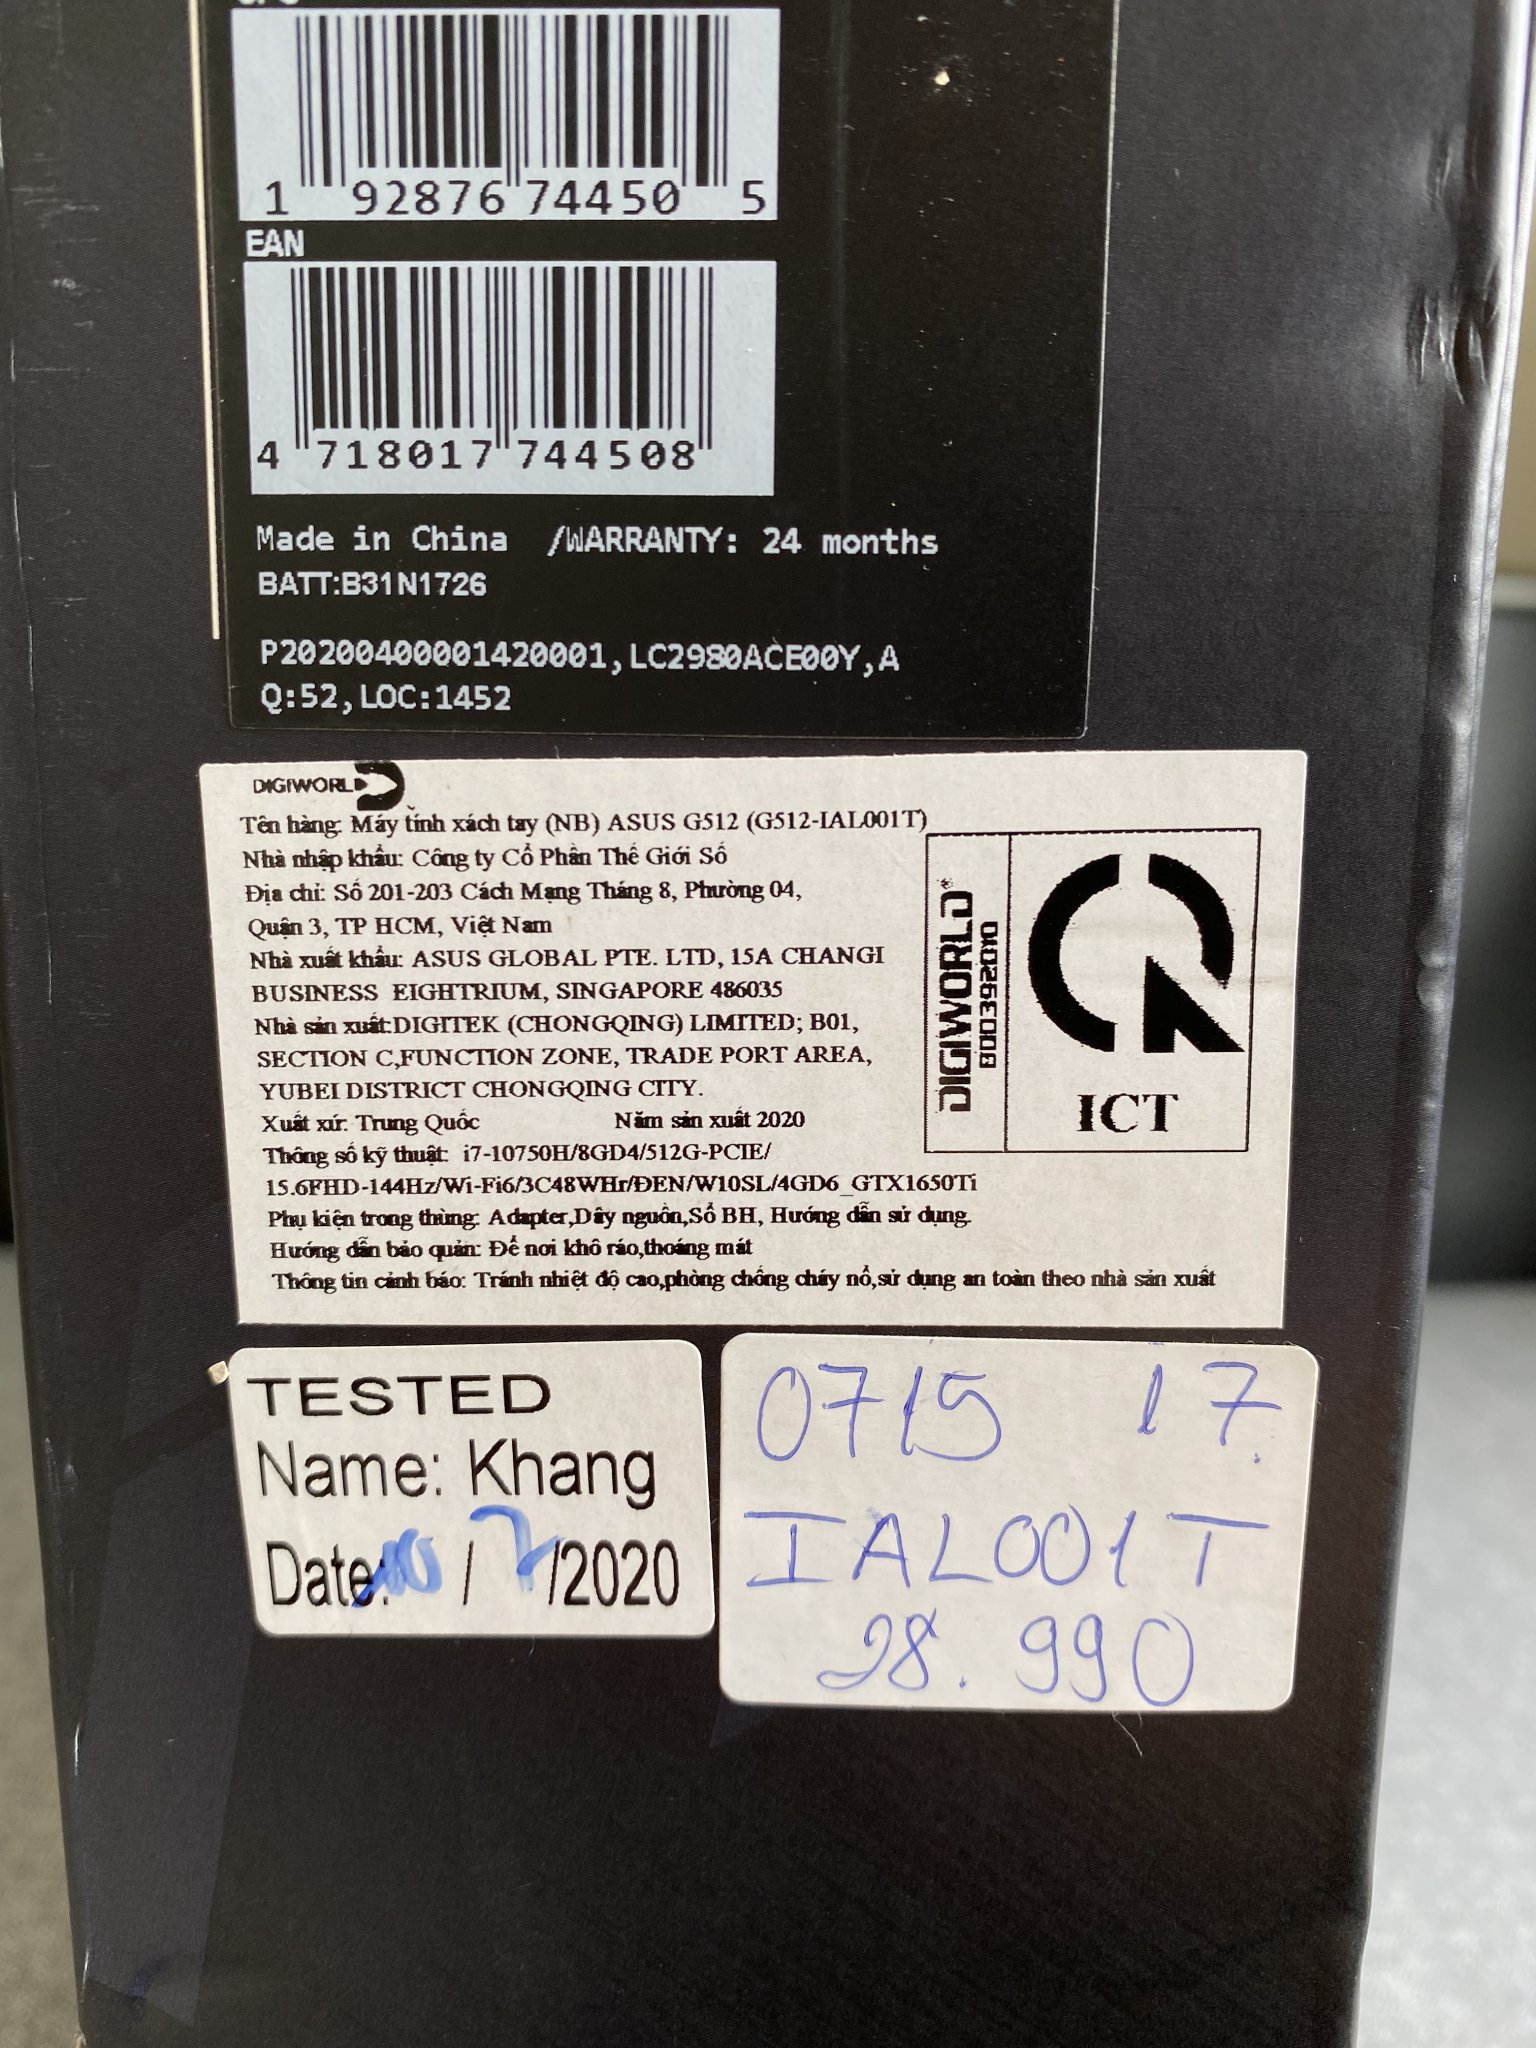 1 92876 74450 5
EAN
4 718017 744508
Made in China /WARRANTY: 24 months
BATT:B31N1726
P20200400001420001,LC2980ACE00Y,A
Q:52,LOC:1452
DIGIWORLD
Tên hàng: Máy tính xách tay (NB) ASUS G512 (G512-IAL001T)
Nhà nhập khẩu: Công ty Cổ Phần Thế Giới Số
Địa chỉ: Số 201-203 Cách Mạng Tháng 8, Phường 04,
Quận 3, TP HCM, Việt Nam
Nhà xuất khẩu: ASUS GLOBAL PTE. LTD, 15A CHANGI
BUSINESS EIGHTRIUM, SINGAPORE 486035
Nhà sản xuất:DIGITEK (CHONGQING) LIMITED; B01,
SECTION C,FUNCTION ZONE, TRADE PORT AREA,
YUBEI DISTRICT CHONGQING CITY.
Xuất xứ: Trung Quốc Năm sản xuất 2020
Thông số kỹ thuật: i7-10750H/8GD4/512G-PCIE/
15.6FHD-144Hz/Wi-Fi6/3C48WHr/ĐEN/W10SL/4GD6_GTX1650Ti
Phụ kiện trong thùng: Adapter,Dây nguồn,Sổ BH, Hướng dẫn sử dụng.
Hướng dẫn bảo quản: Để nơi khô ráo,thoáng mát
Thông tin cảnh báo: Tránh nhiệt độ cao,phòng chống cháy nổ,sử dụng an toàn theo nhà sản xuất
DIGIWORLD®
000392010
ICT
TESTED
Name: Khang
Date: 10 / 7 /2020
0715 17.
IAL001T
28.990